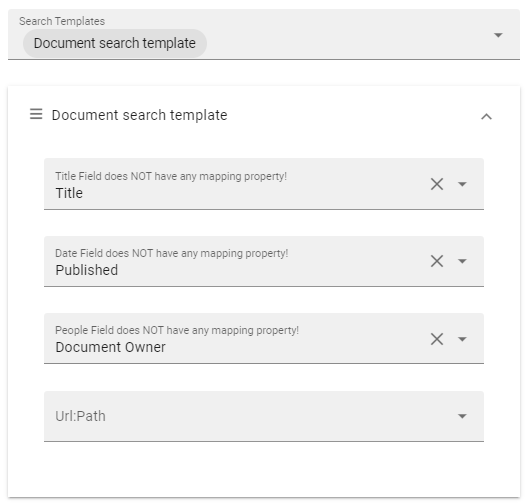 Search Templates
Document search template
Document search template
Title Field does NOT have any mapping property!
Title
Date Field does NOT have any mapping property!
Published
People Field does NOT have any mapping property!
Document Owner
Url:Path